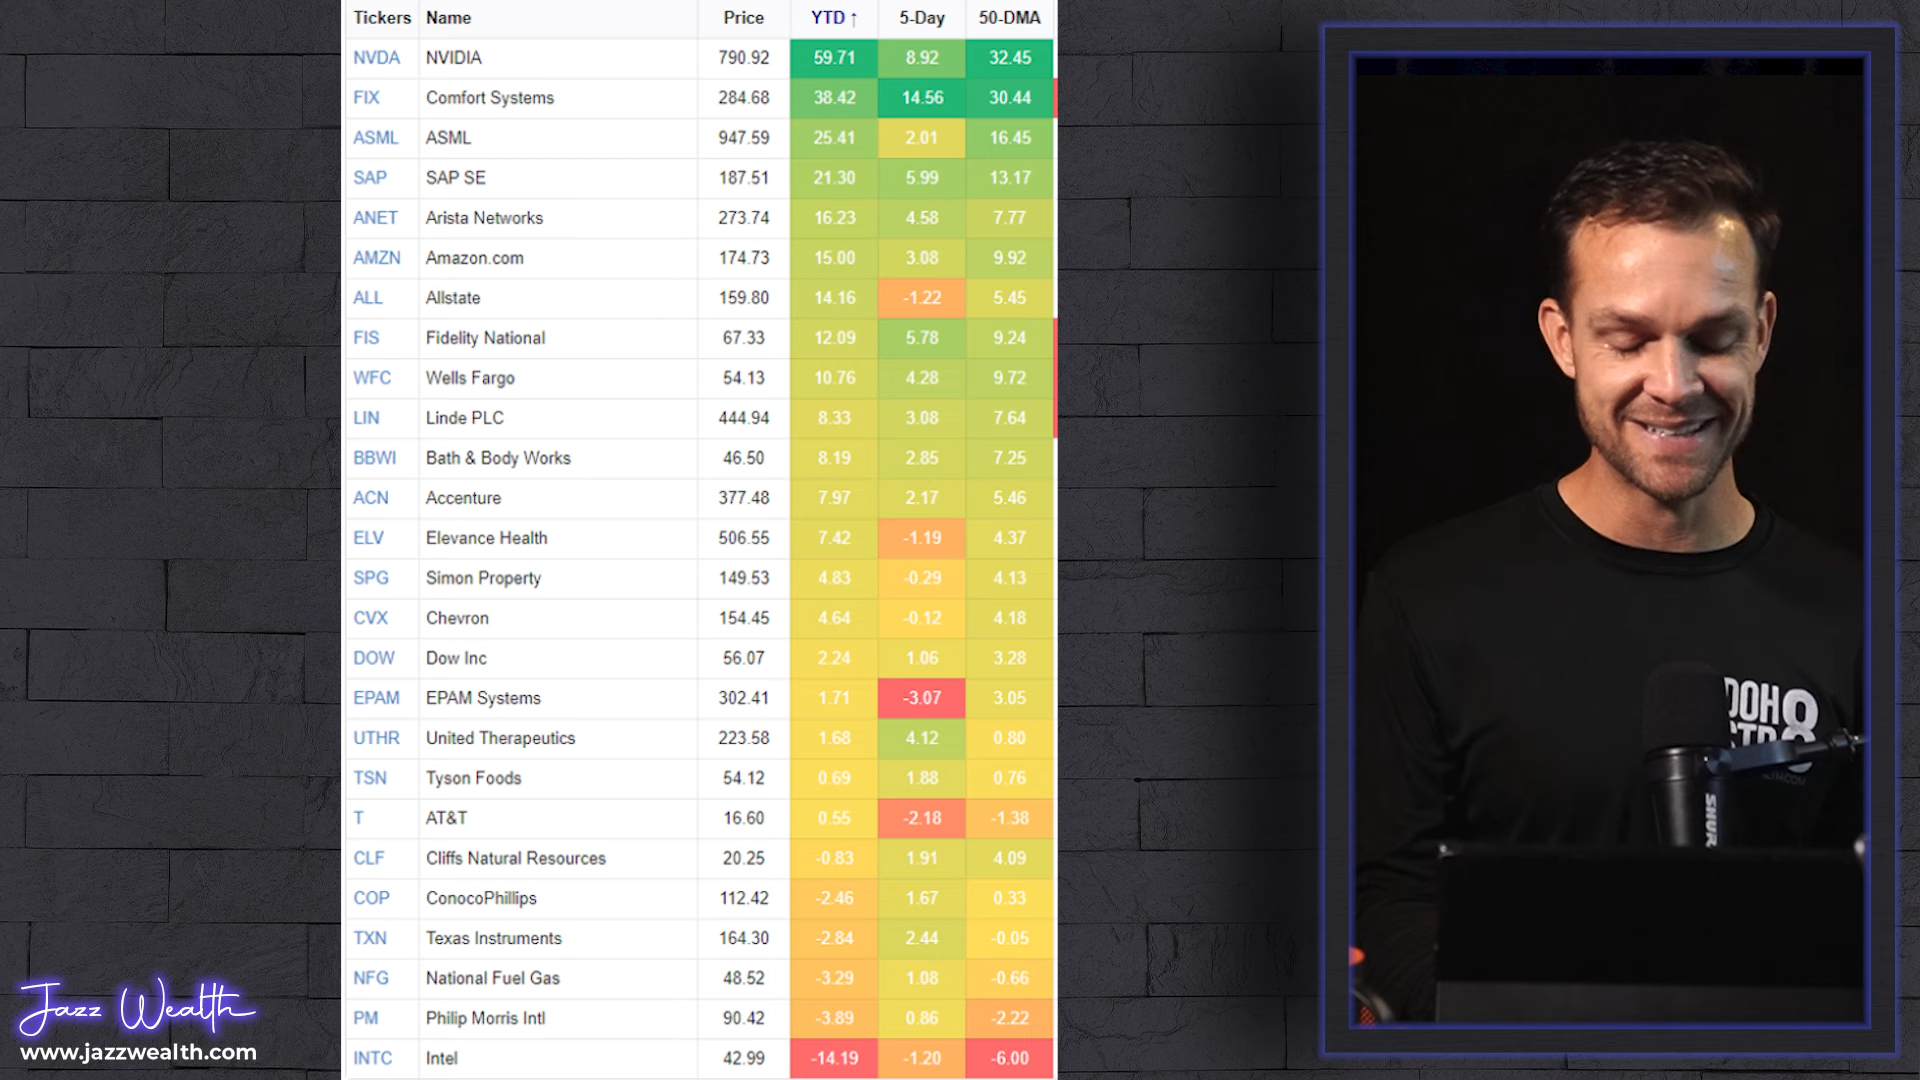 Tickers Name Price YTD ↑ 5-Day 50-DMA
NVDA NVIDIA 790.92 59.71 8.92 32.45
FIX Comfort Systems 284.68 38.42 14.56 30.44
ASML ASML 947.59 25.41 2.01 16.45
SAP SAP SE 187.51 21.30 5.99 13.17
ANET Arista Networks 273.74 16.23 4.58 7.77
AMZN Amazon.com 174.73 15.00 3.08 9.92
ALL Allstate 159.80 14.16 -1.22 5.45
FIS Fidelity National 67.33 12.09 5.78 9.24
WFC Wells Fargo 54.13 10.76 4.28 9.72
LIN Linde PLC 444.94 8.33 3.08 7.64
BBWI Bath & Body Works 46.50 8.19 2.85 7.25
ACN Accenture 377.48 7.97 2.17 5.46
ELV Elevance Health 506.55 7.42 -1.19 4.37
SPG Simon Property 149.53 4.83 -0.29 4.13
CVX Chevron 154.45 4.64 -0.12 4.18
DOW Dow Inc 56.07 2.24 1.06 3.28
EPAM EPAM Systems 302.41 1.71 -3.07 3.05
UTHR United Therapeutics 223.58 1.68 4.12 0.80
TSN Tyson Foods 54.12 0.69 1.88 0.76
T AT&T 16.60 0.55 -2.18 -1.38
CLF Cliffs Natural Resources 20.25 -0.83 1.91 4.09
COP ConocoPhillips 112.42 -2.46 1.67 0.33
TXN Texas Instruments 164.30 -2.84 2.44 -0.05
NFG National Fuel Gas 48.52 -3.29 1.08 -0.66
PM Philip Morris Intl 90.42 -3.89 0.86 -2.22
INTC Intel 42.99 -14.19 -1.20 -6.00
Jazz Wealth
www.jazzwealth.com
OOH8
SHUR